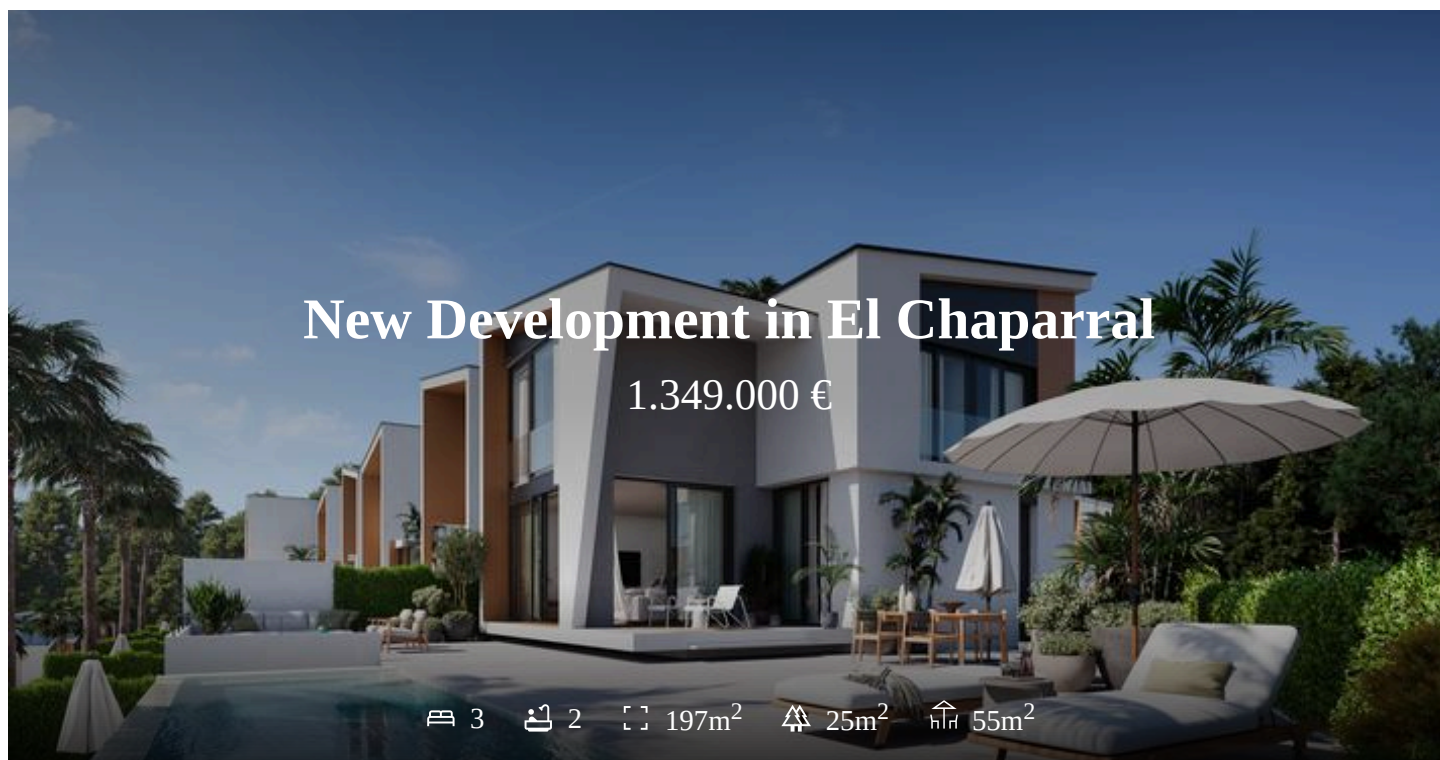 New Development in El Chaparral
1.349.000 €
3 2 197m² 25m² 55m²